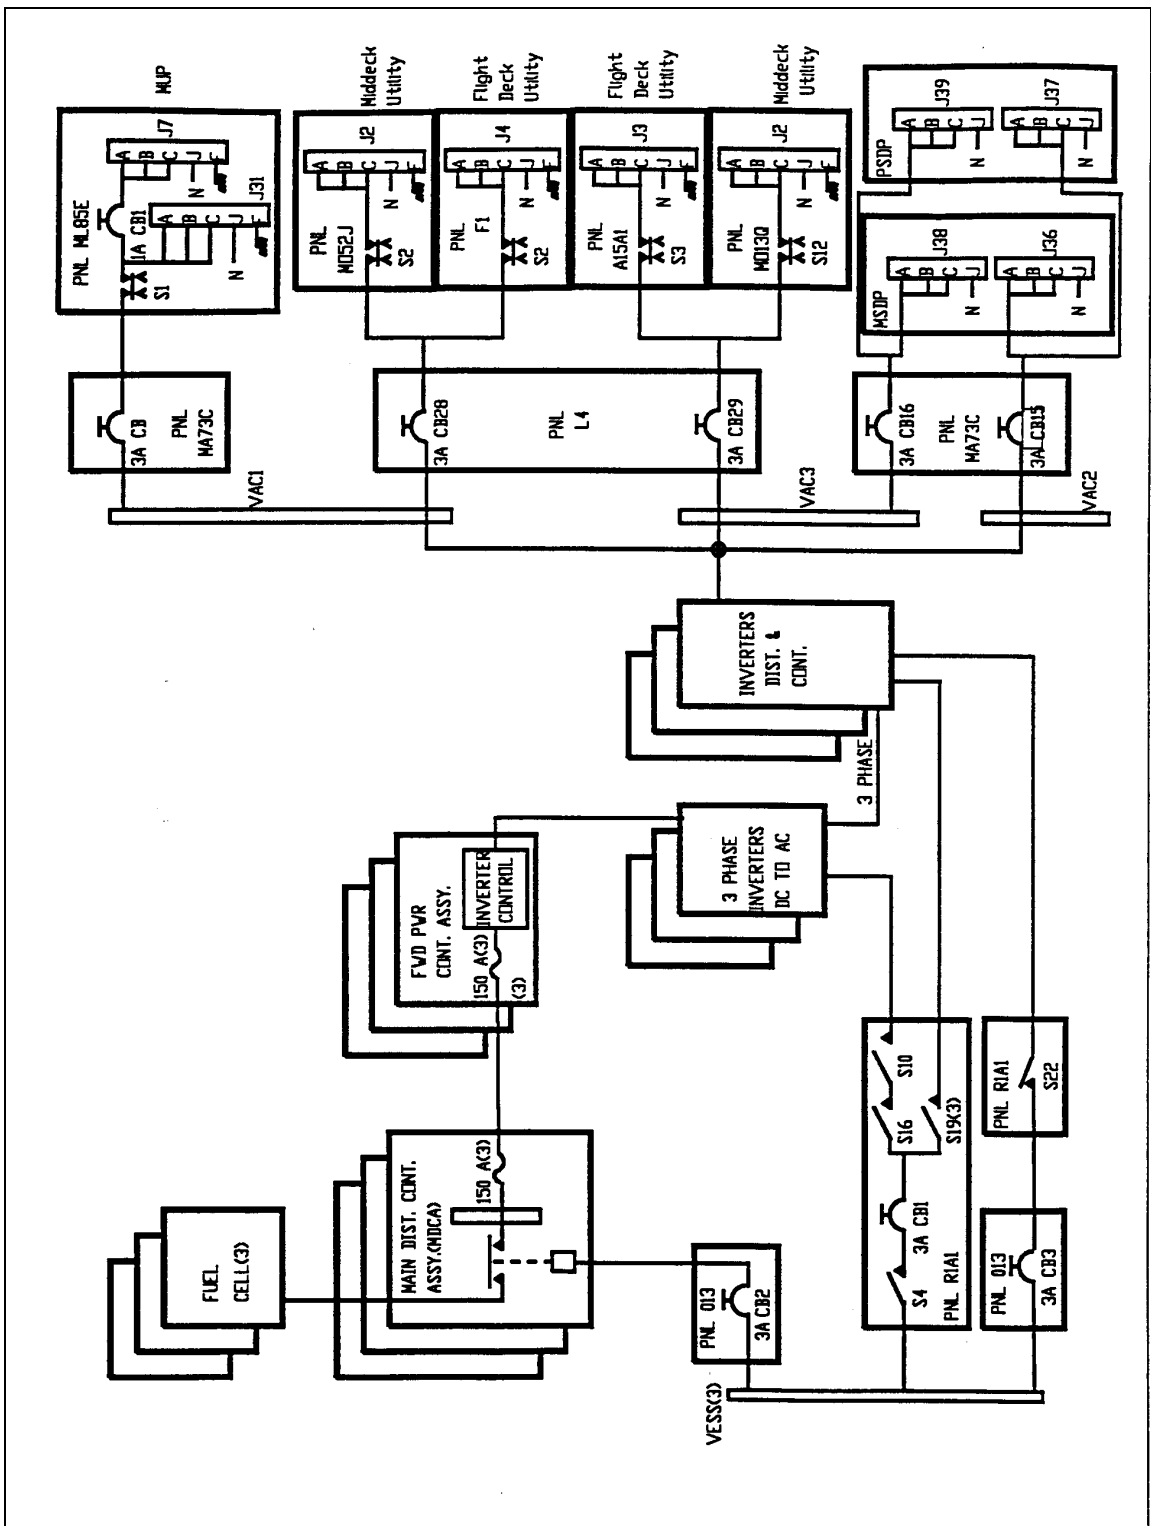 FUEL
CELL(3)
MAIN DIST. CONT.
ASSY.(MDCA)
150 A(3)
FWD PWR
CONT. ASSY.
150 A(3)
(3)
INVERTER
CONTROL
PNL O13
3A CB2
VESS(3)
3 PHASE
INVERTERS
DC TO AC
3 PHASE
INVERTERS
DIST. &
CONT.
S4
3A CB1
S16
S10
S19(3)
PNL R1A1
PNL O13
3A CB3
PNL R1A1
S22
VAC1
VAC3
VAC2
3A CB
PNL
MA73C
3A CB28
PNL
L4
3A CB29
3A CB16
PNL
MA73C
3A CB15
PNL ML85E
S1
1A CB1
A
B
C
J
F
N
J7
A
B
C
J
F
N
J31
MUP
PNL
MO52J
S2
A
B
C
J
F
N
J2
Middeck
Utility
PNL
F1
S2
A
B
C
J
F
N
J4
Flight
Deck
Utility
PNL
A15A1
S3
A
B
C
J
F
N
J3
Flight
Deck
Utility
PNL
MO13Q
S12
A
B
C
J
F
N
J2
Middeck
Utility
MSDP
A
B
C
J
N
J38
A
B
C
J
N
J36
PSDP
A
B
C
J
N
J39
A
B
C
J
N
J37